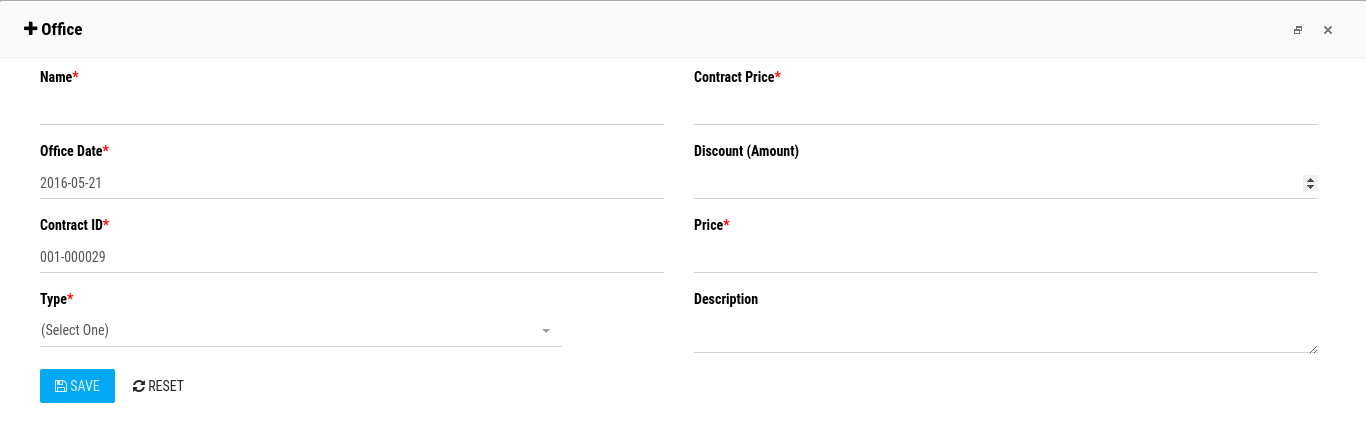 Office
Name*
Contract Price*
Office Date*
2016-05-21
Discount (Amount)
Contract ID*
001-000029
Price*
Type*
(Select One)
Description
SAVE
RESET